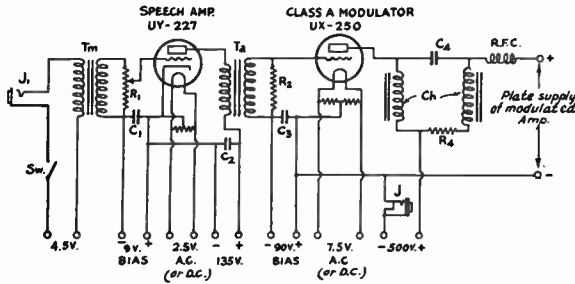 SPEECH AMP.
UY-227
CLASS A MODULATOR
UX-250
J₁
Tm
R₁
C₁
Ta
C₂
R₂
C₃
C₄
R.F.C.
+
Ch
Plate supply
of modulated
Amp.
R₄
-
Sw.
J
4.5V.
- 9V. +
BIAS
2.5V.
A.C.
(or D.C.)
- +
135V.
- 90V. +
BIAS
7.5V.
A.C
(or D.C.)
- 500V. +